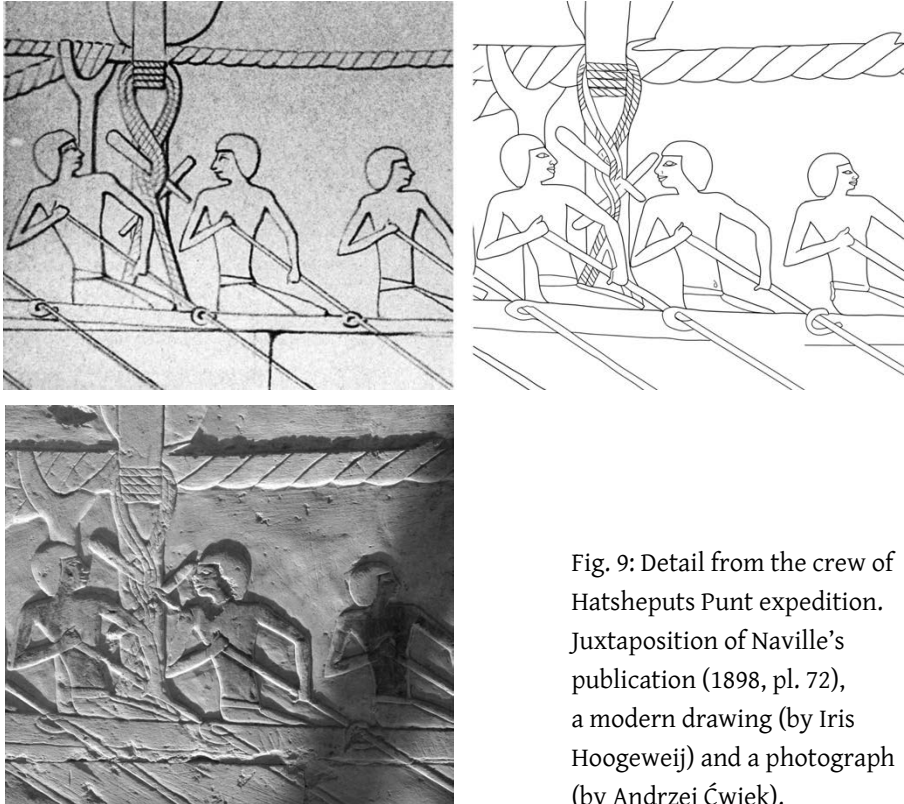 Fig. 9: Detail from the crew of
Hatsheputs Punt expedition.
Juxtaposition of Naville’s
publication (1898, pl. 72),
a modern drawing (by Iris
Hoogeweij) and a photograph
(by Andrzej Ćwiek).